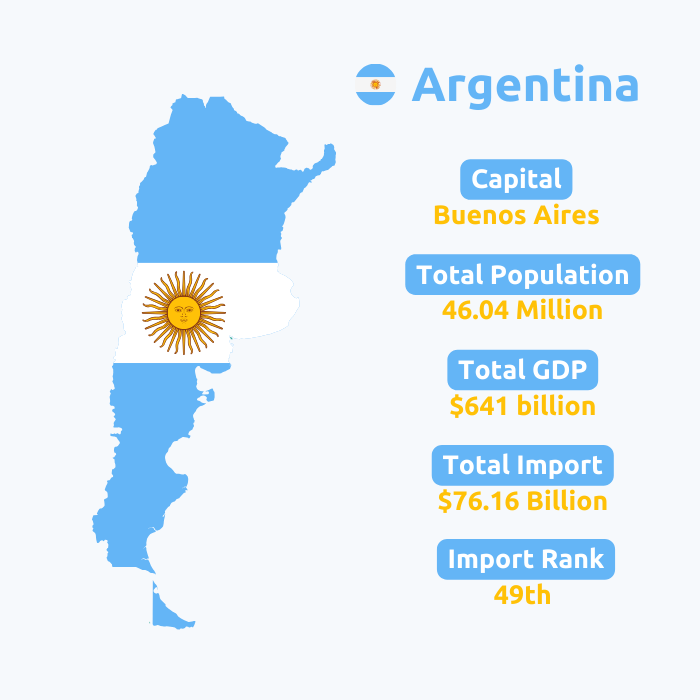 Argentina
Capital
Buenos Aires
Total Population
46.04 Million
Total GDP
$641 billion
Total Import
$76.16 Billion
Import Rank
49th